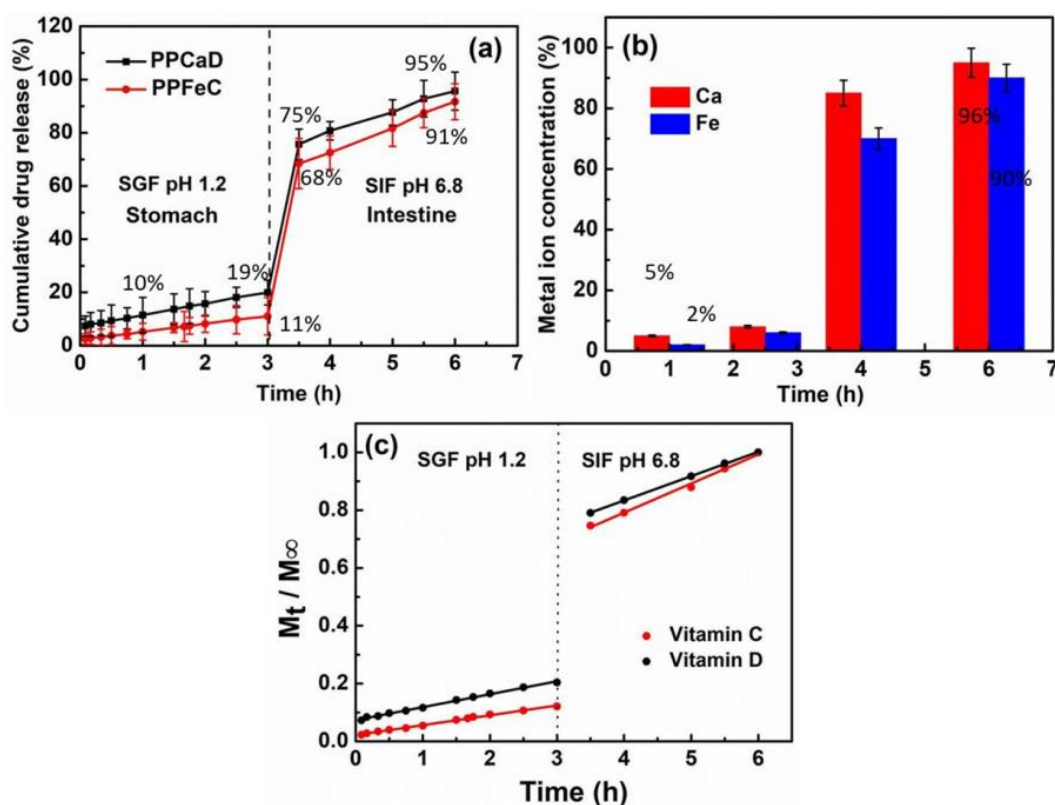 (a)
PPCaD
PPFeC
95%
75%
91%
68%
SGF pH 1.2
Stomach
SIF pH 6.8
Intestine
10%
19%
11%
Cumulative drug release (%)
100
80
60
40
20
0
0 1 2 3 4 5 6 7
Time (h)
(b)
Ca
Fe
96%
90%
5%
2%
Metal ion concentration (%)
100
80
60
40
20
0
0 1 2 3 4 5 6 7
Time (h)
(c)
SGF pH 1.2
SIF pH 6.8
Vitamin C
Vitamin D
Mt / M∞
1.0
0.8
0.6
0.4
0.2
0.0
0 1 2 3 4 5 6
Time (h)